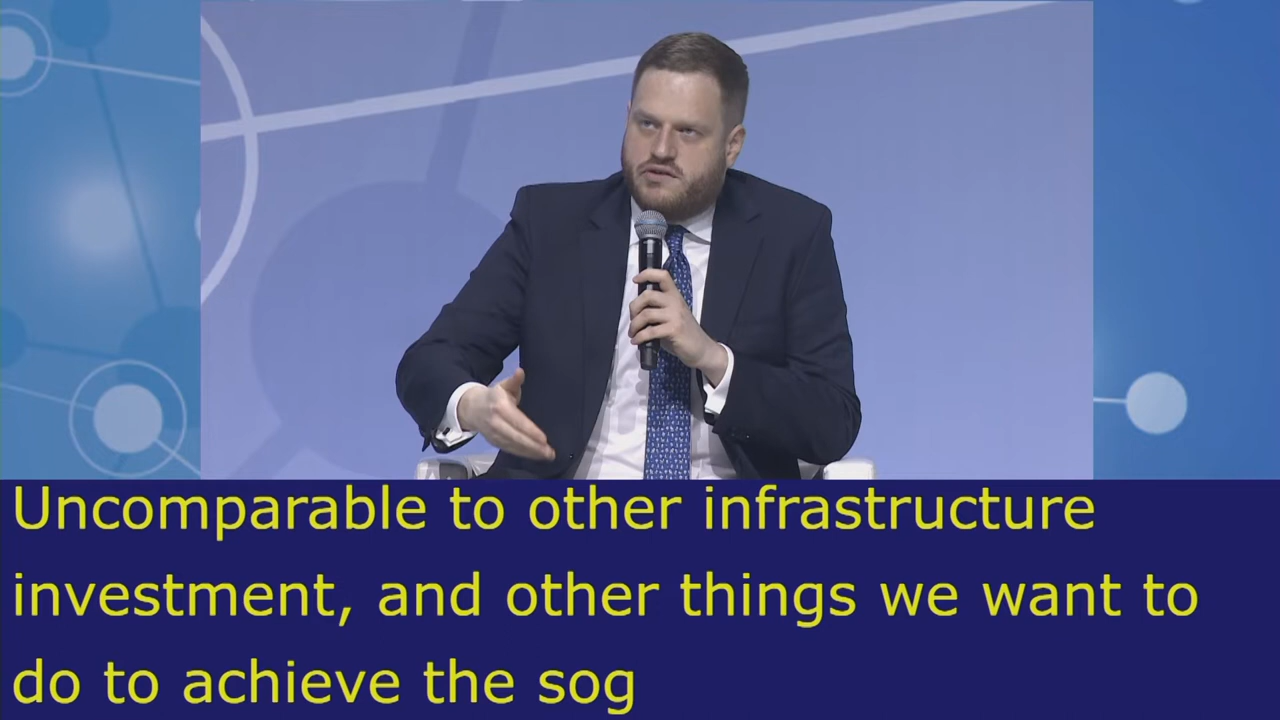 Uncomparable to other infrastructure
investment, and other things we want to
do to achieve the sog